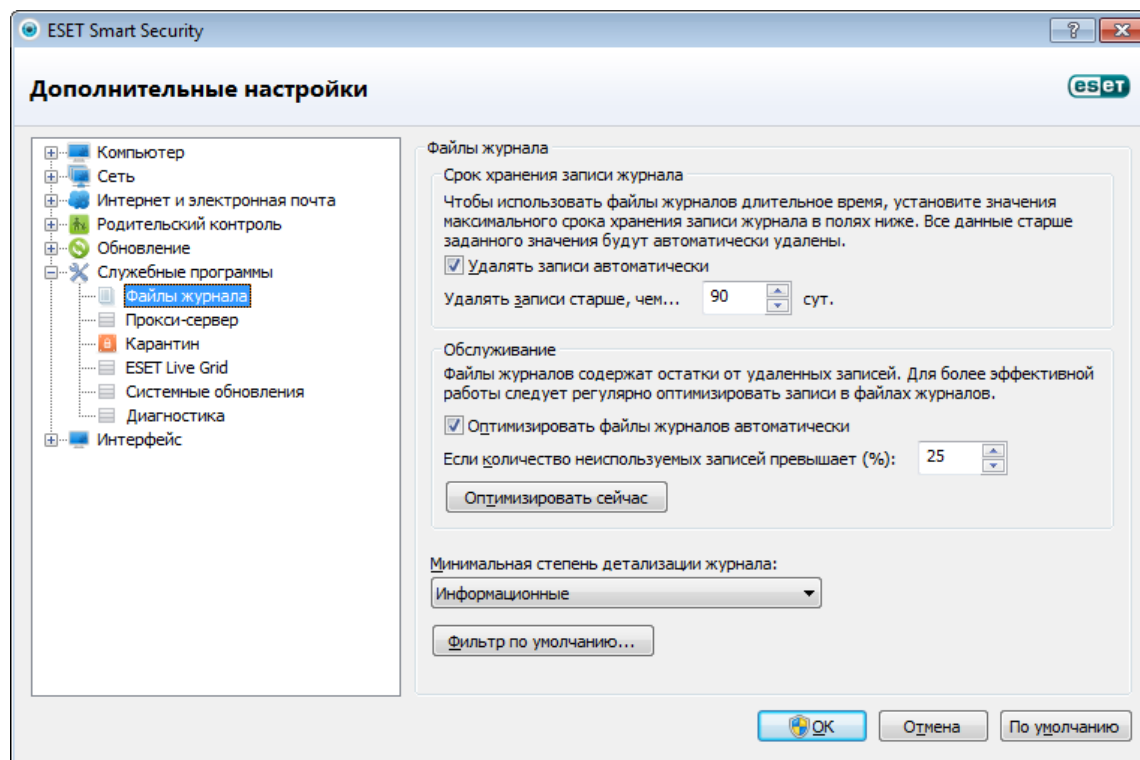 ESET Smart Security
Дополнительные настройки
eset
Компьютер
Сеть
Интернет и электронная почта
Родительский контроль
Обновление
Служебные программы
Файлы журнала
Прокси-сервер
Карантин
ESET Live Grid
Системные обновления
Диагностика
Интерфейс
Файлы журнала
Срок хранения записи журнала
Чтобы использовать файлы журналов длительное время, установите значения
максимального срока хранения записи журнала в полях ниже. Все данные старше
заданного значения будут автоматически удалены.
Удалять записи автоматически
Удалять записи старше, чем... 90 сут.
Обслуживание
Файлы журналов содержат остатки от удаленных записей. Для более эффективной
работы следует регулярно оптимизировать записи в файлах журналов.
Оптимизировать файлы журналов автоматически
Если количество неиспользуемых записей превышает (%): 25
Оптимизировать сейчас
Минимальная степень детализации журнала:
Информационные
Фильтр по умолчанию...
OK Отмена По умолчанию